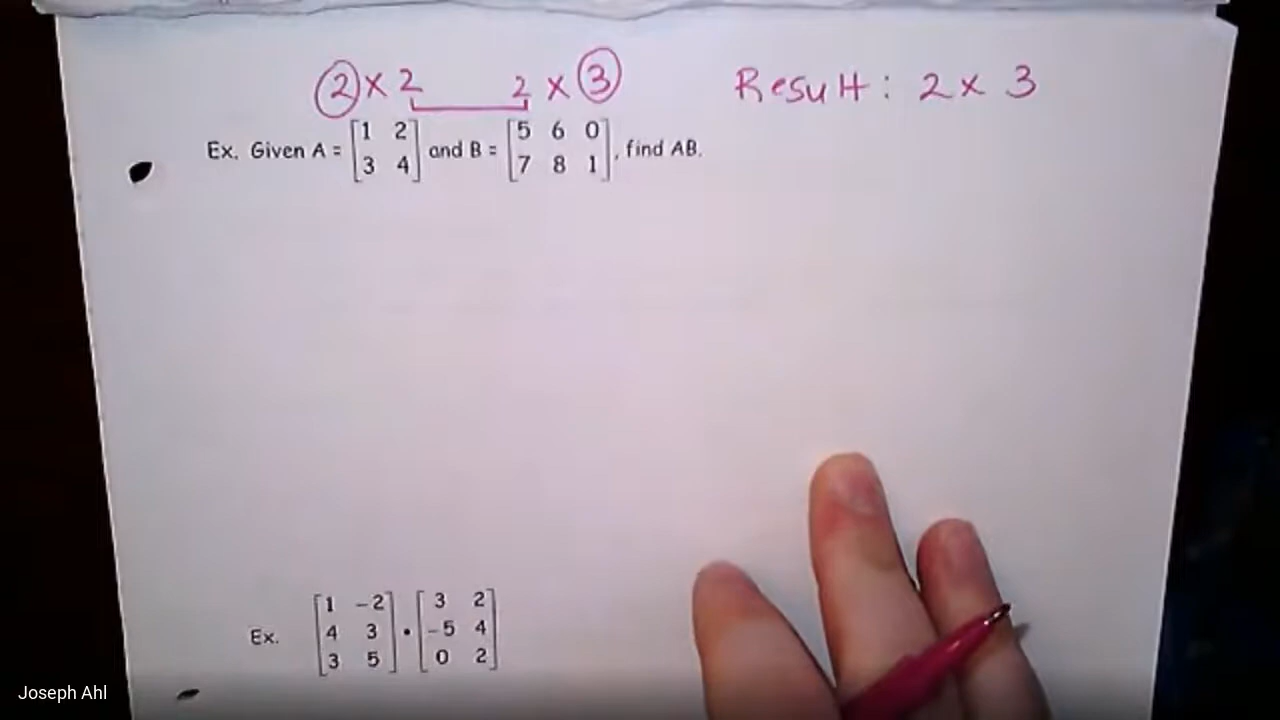 2 x 2 2 x 3 Result: 2 x 3
Ex. Given A = [1 2 and B = [5 6 0], find AB.
3 4] 7 8 1
[1 -2] [3 2]
Ex. 4 3 • -5 4
3 5 0 2
Joseph Ahl